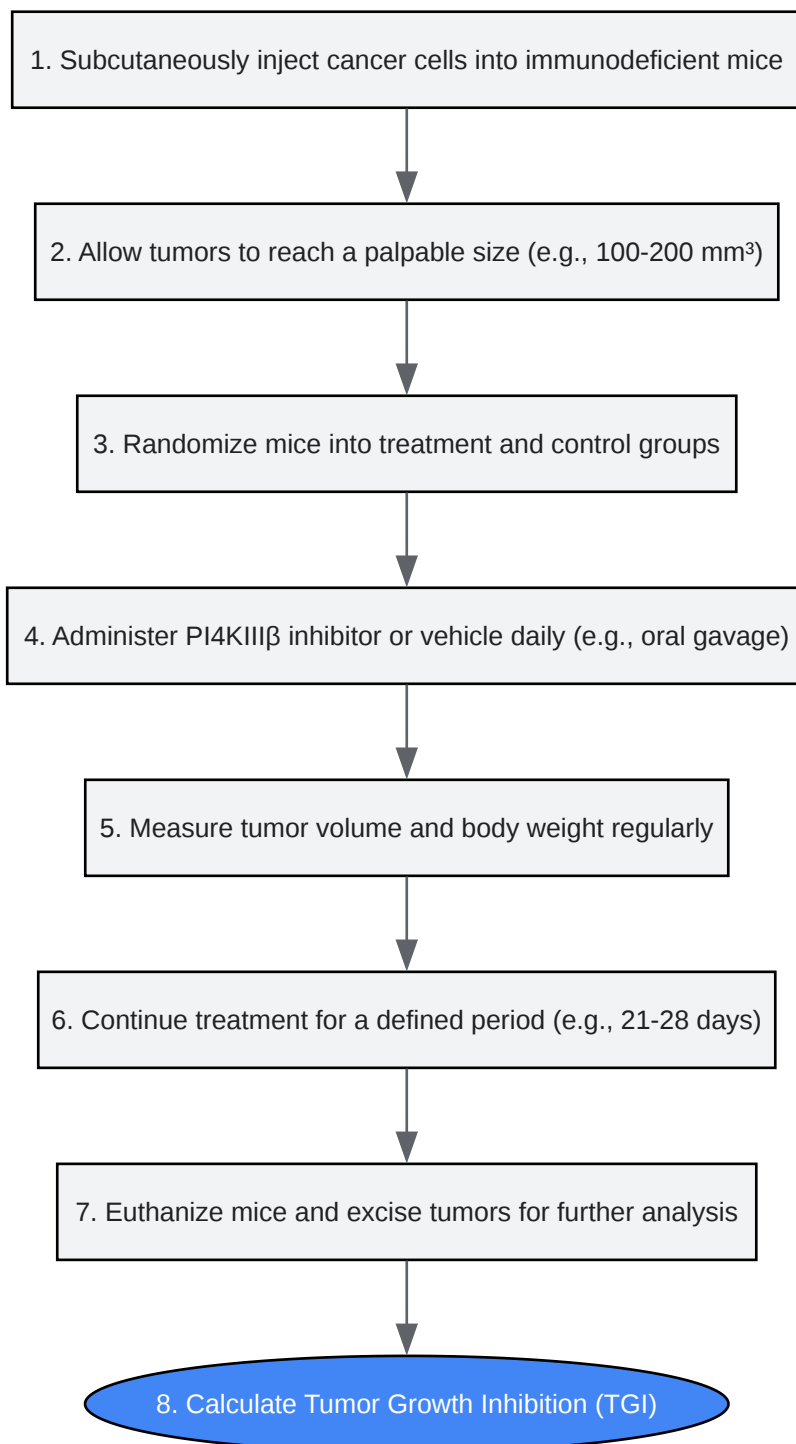 1. Subcutaneously inject cancer cells into immunodeficient mice
2. Allow tumors to reach a palpable size (e.g., 100-200 mm³)
3. Randomize mice into treatment and control groups
4. Administer PI4KIIIβ inhibitor or vehicle daily (e.g., oral gavage)
5. Measure tumor volume and body weight regularly
6. Continue treatment for a defined period (e.g., 21-28 days)
7. Euthanize mice and excise tumors for further analysis
8. Calculate Tumor Growth Inhibition (TGI)